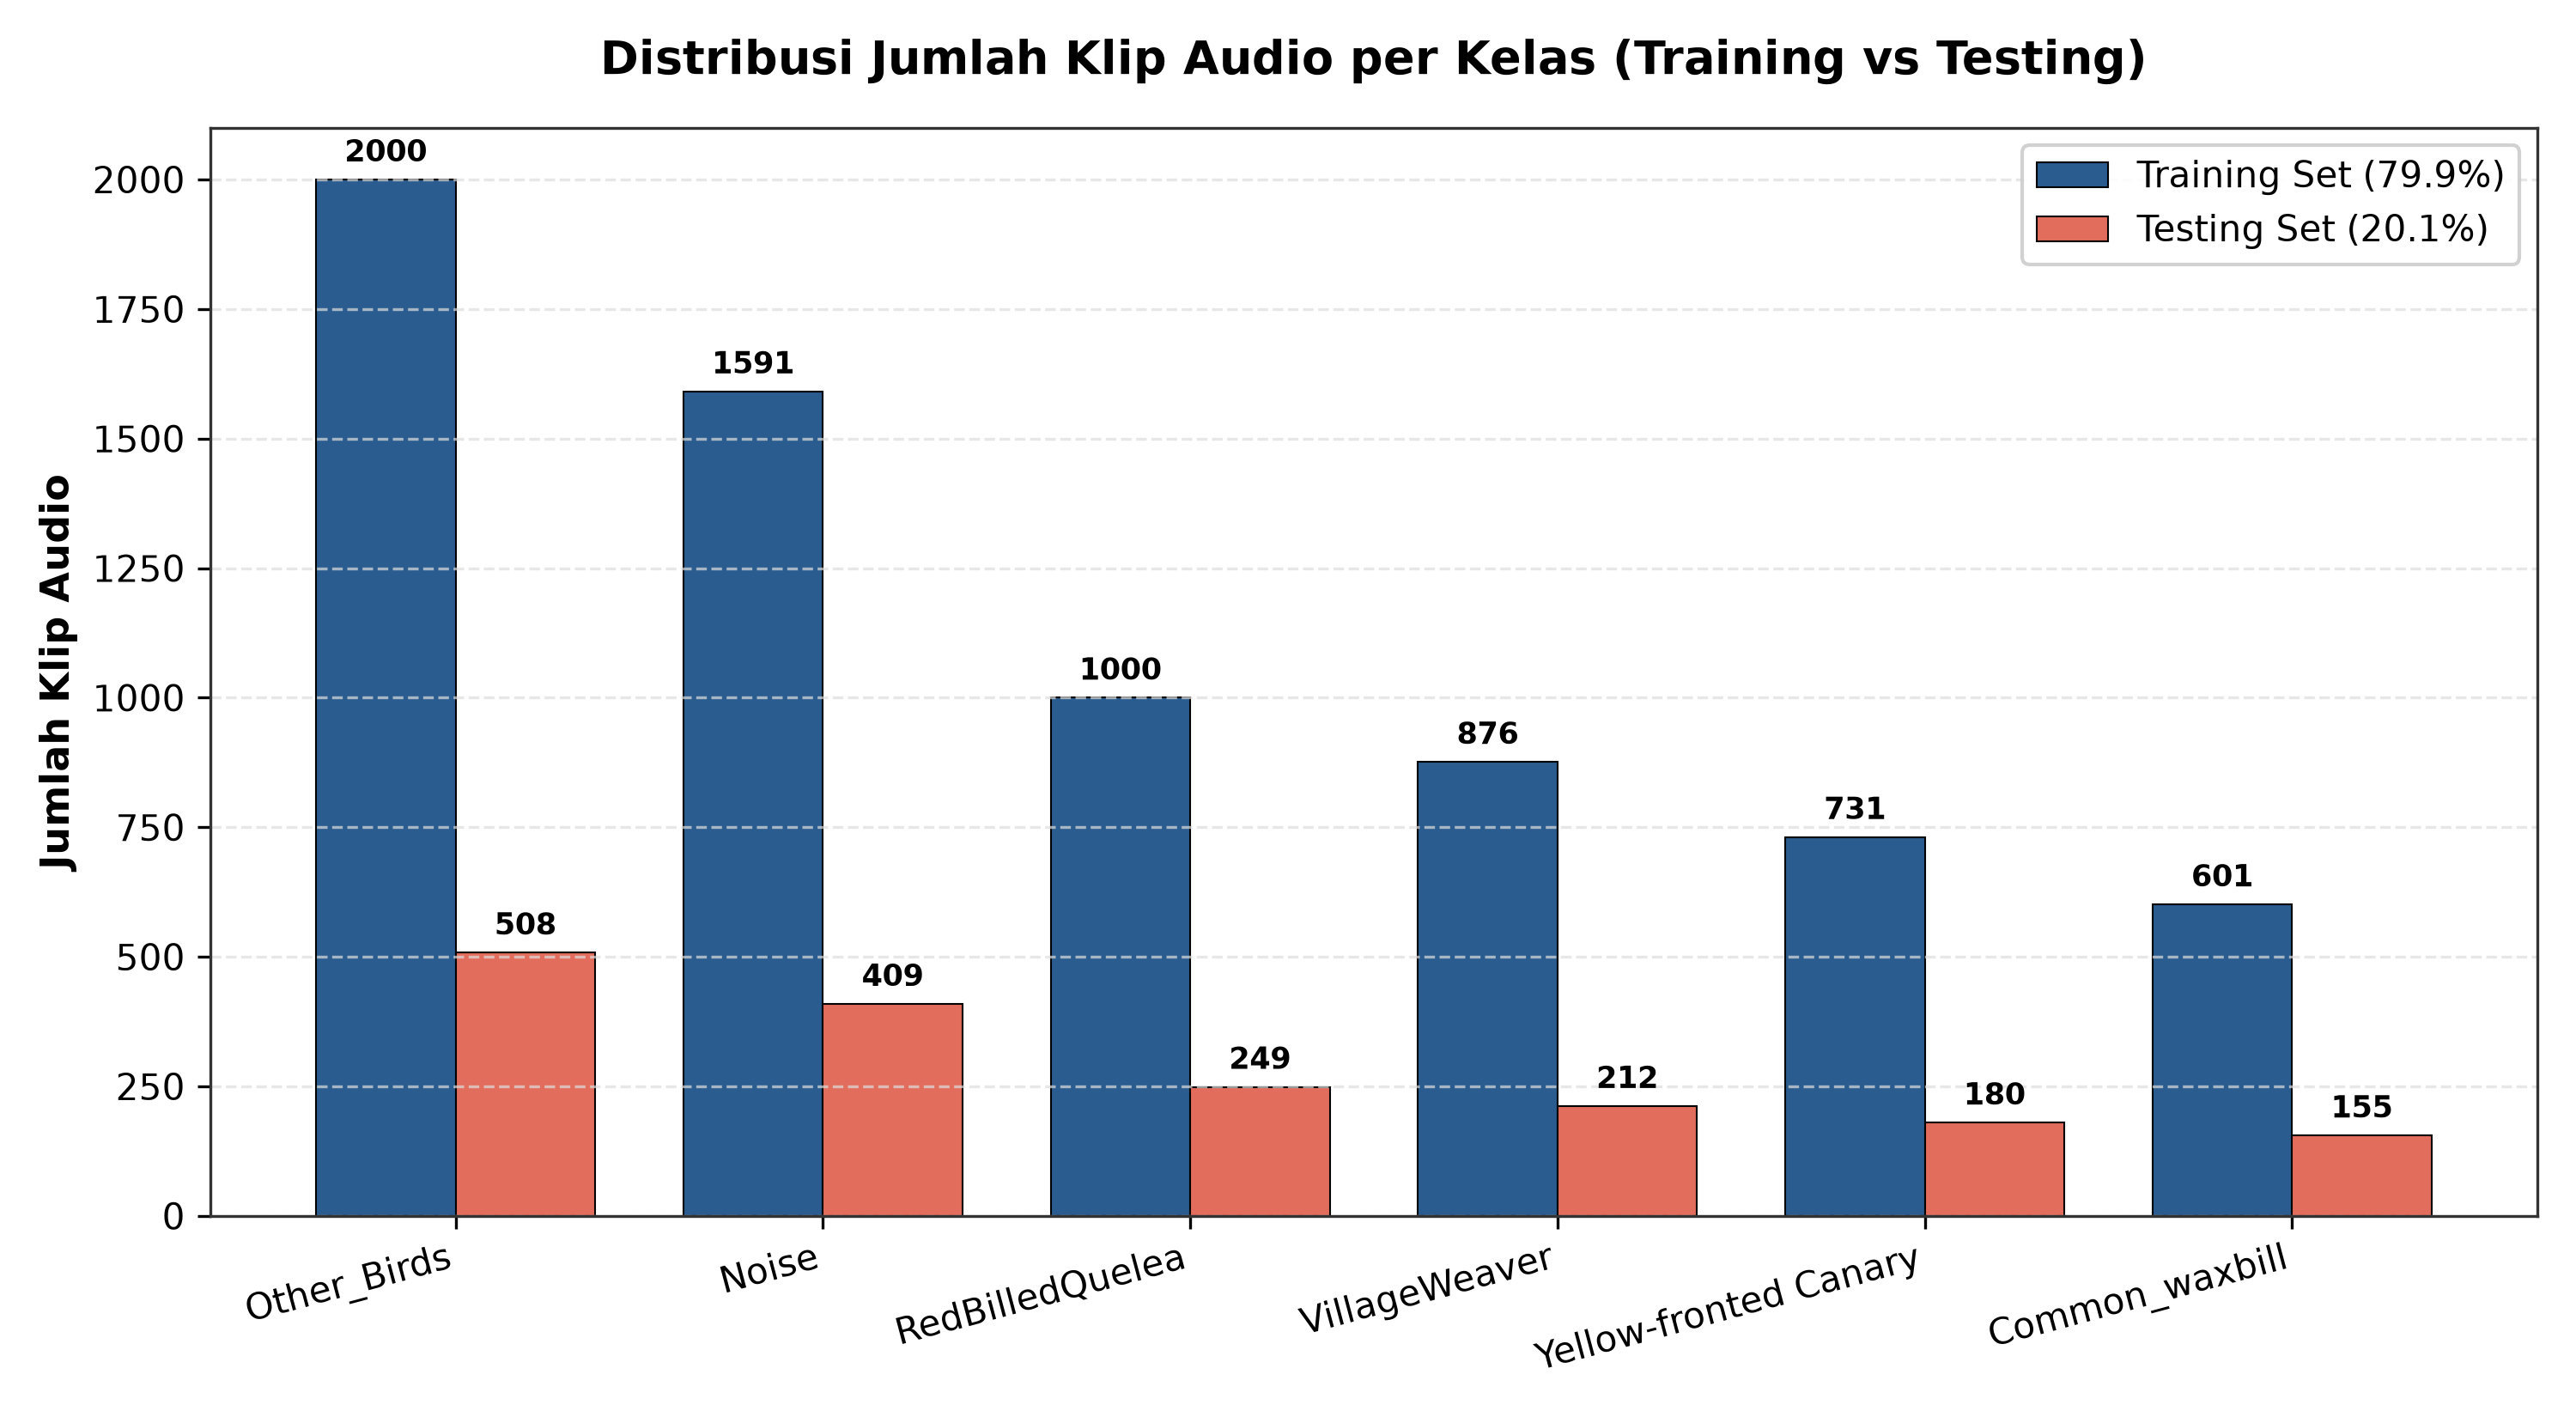 Distribusi Jumlah Klip Audio per Kelas (Training vs Testing)
Training Set (79.9%)
Testing Set (20.1%)
Jumlah Klip Audio
2000
1750
1500
1250
1000
750
500
250
0
2000
508
1591
409
1000
249
876
212
731
180
601
155
Other_Birds
Noise
RedBilledQuelea
VillageWeaver
Yellow-fronted Canary
Common_waxbill